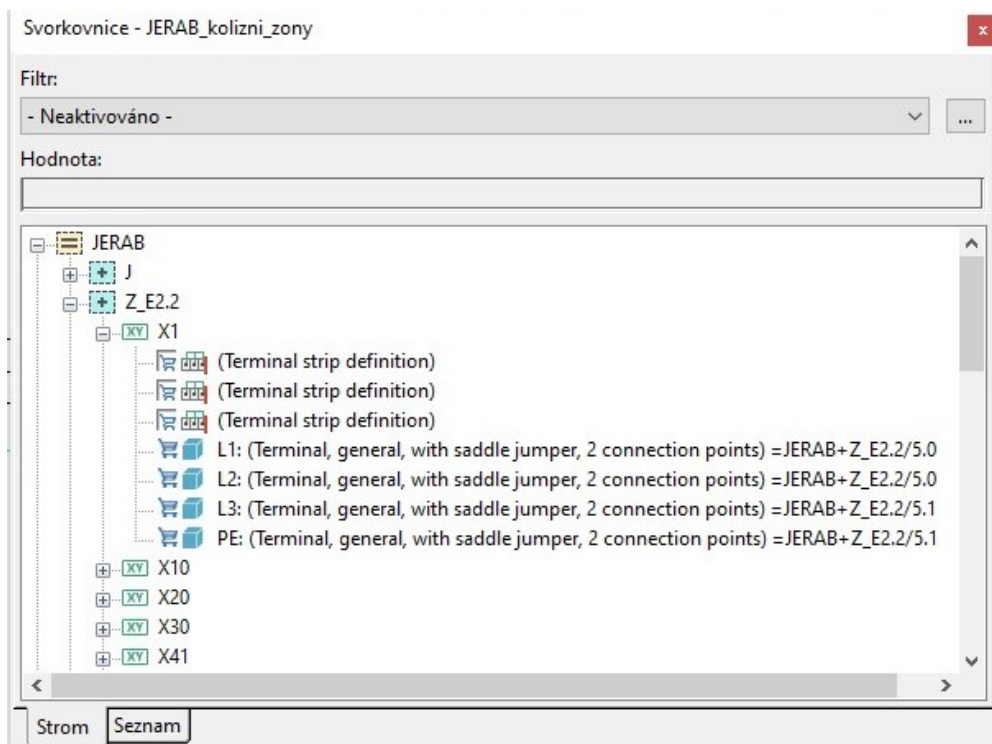 Svorkovnice - JERAB_kolizni_zony
x
Filtr:
- Neaktivováno -
...
Hodnota:
JERAB
J
Z_E2.2
X1
(Terminal strip definition)
(Terminal strip definition)
(Terminal strip definition)
L1: (Terminal, general, with saddle jumper, 2 connection points) =JERAB+Z_E2.2/5.0
L2: (Terminal, general, with saddle jumper, 2 connection points) =JERAB+Z_E2.2/5.0
L3: (Terminal, general, with saddle jumper, 2 connection points) =JERAB+Z_E2.2/5.1
PE: (Terminal, general, with saddle jumper, 2 connection points) =JERAB+Z_E2.2/5.1
XY X10
XY X20
XY X30
XY X41
Strom Seznam